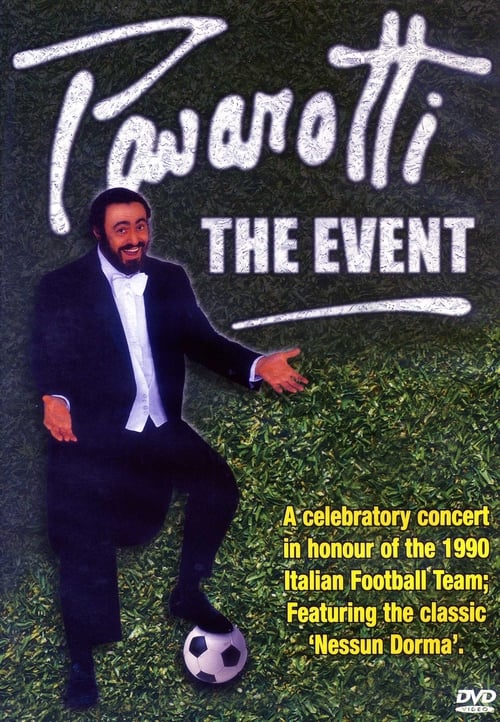 Pavarotti
THE EVENT
A celebratory concert
in honour of the 1990
Italian Football Team;
Featuring the classic
‘Nessun Dorma’.
DVD
VIDEO